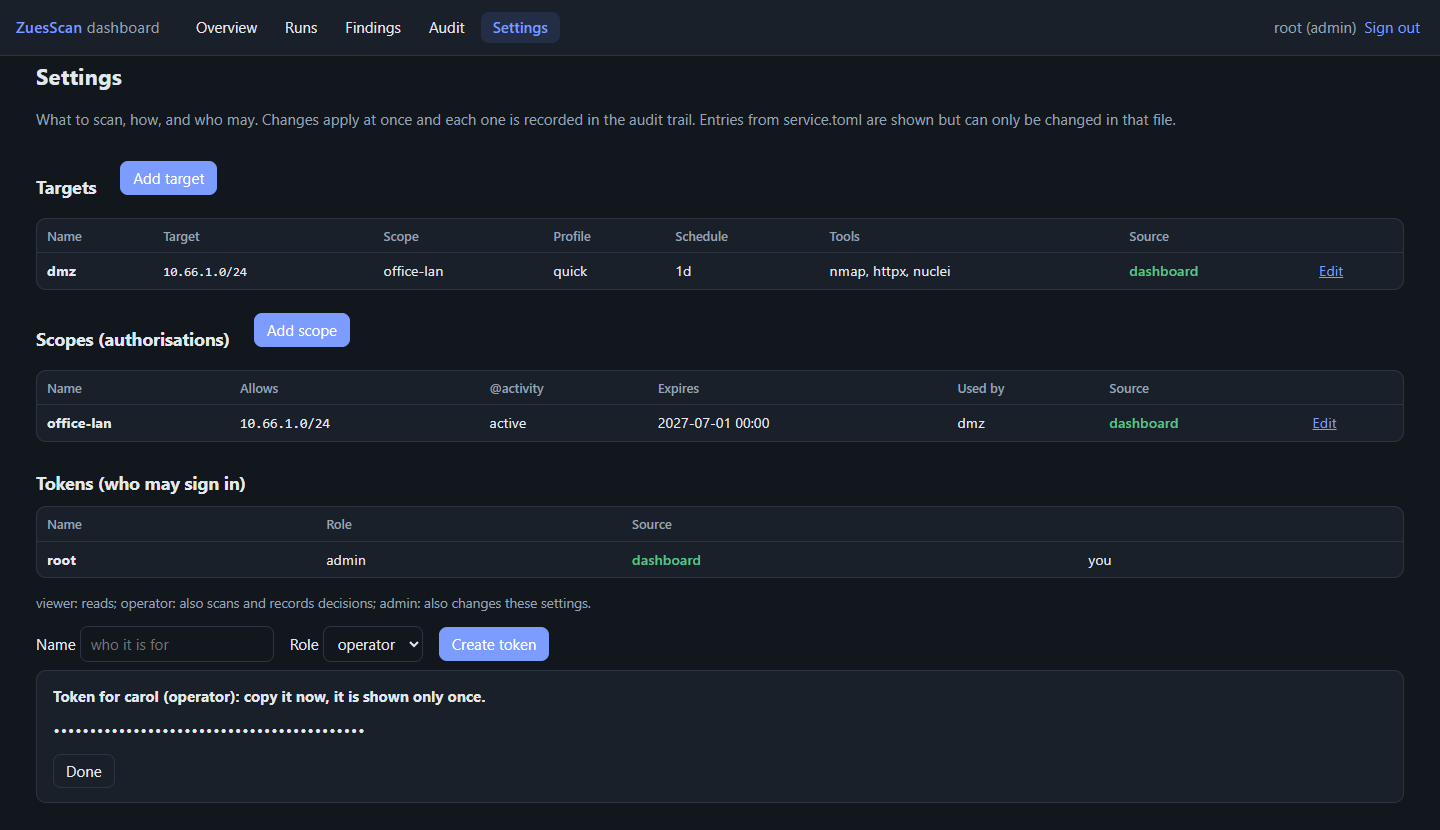 ZuesScan dashboard Overview Runs Findings Audit Settings root (admin) Sign out
Settings
What to scan, how, and who may. Changes apply at once and each one is recorded in the audit trail. Entries from service.toml are shown but can only be changed in that file.
Targets Add target
Name Target Scope Profile Schedule Tools Source
dmz 10.66.1.0/24 office-lan quick 1d nmap, httpx, nuclei dashboard Edit
Scopes (authorisations) Add scope
Name Allows @activity Expires Used by Source
office-lan 10.66.1.0/24 active 2027-07-01 00:00 dmz dashboard Edit
Tokens (who may sign in)
Name Role Source
root admin dashboard you
viewer: reads; operator: also scans and records decisions; admin: also changes these settings.
Name who it is for Role operator Create token
Token for carol (operator): copy it now, it is shown only once.
•••••••••••••••••••••••••••••••••••••••••••
Done